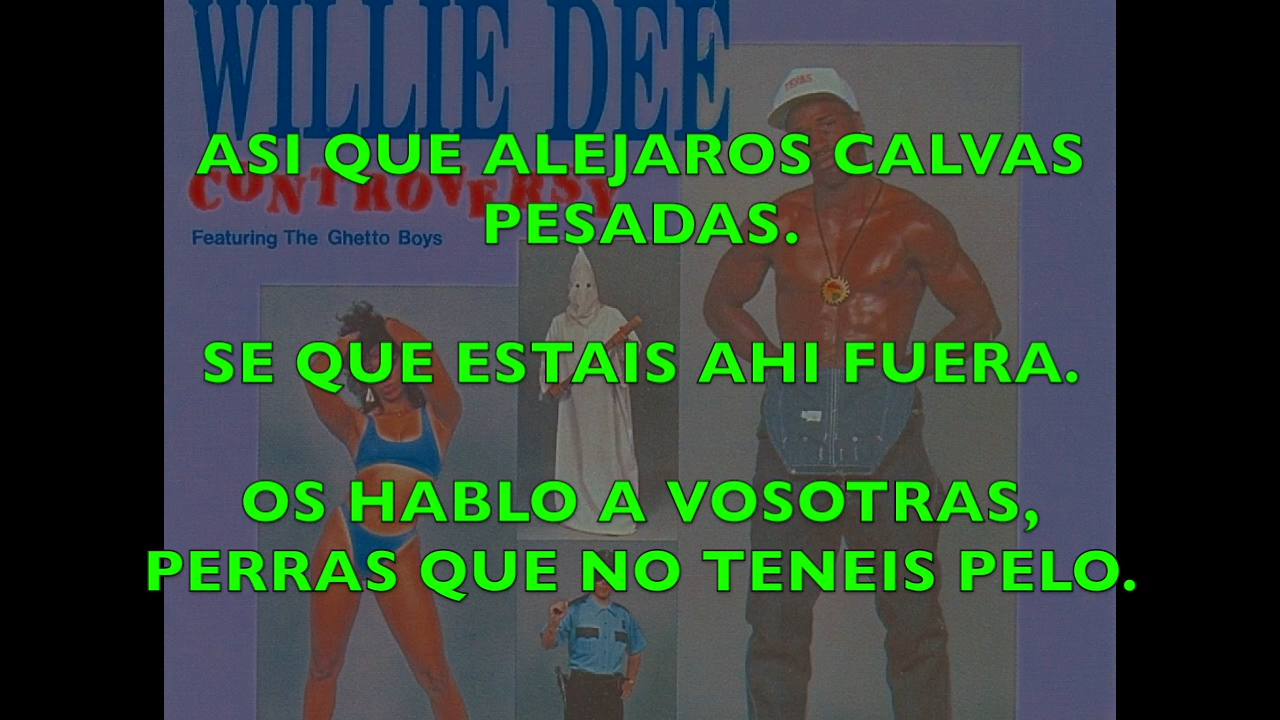 WILLIE DEE
ASI QUE ALEJAROS CALVAS
CONTROVERSY
PESADAS.
Featuring The Ghetto Boys
TEXAS
SE QUE ESTAIS AHI FUERA.
OS HABLO A VOSOTRAS,
PERRAS QUE NO TENEIS PELO.